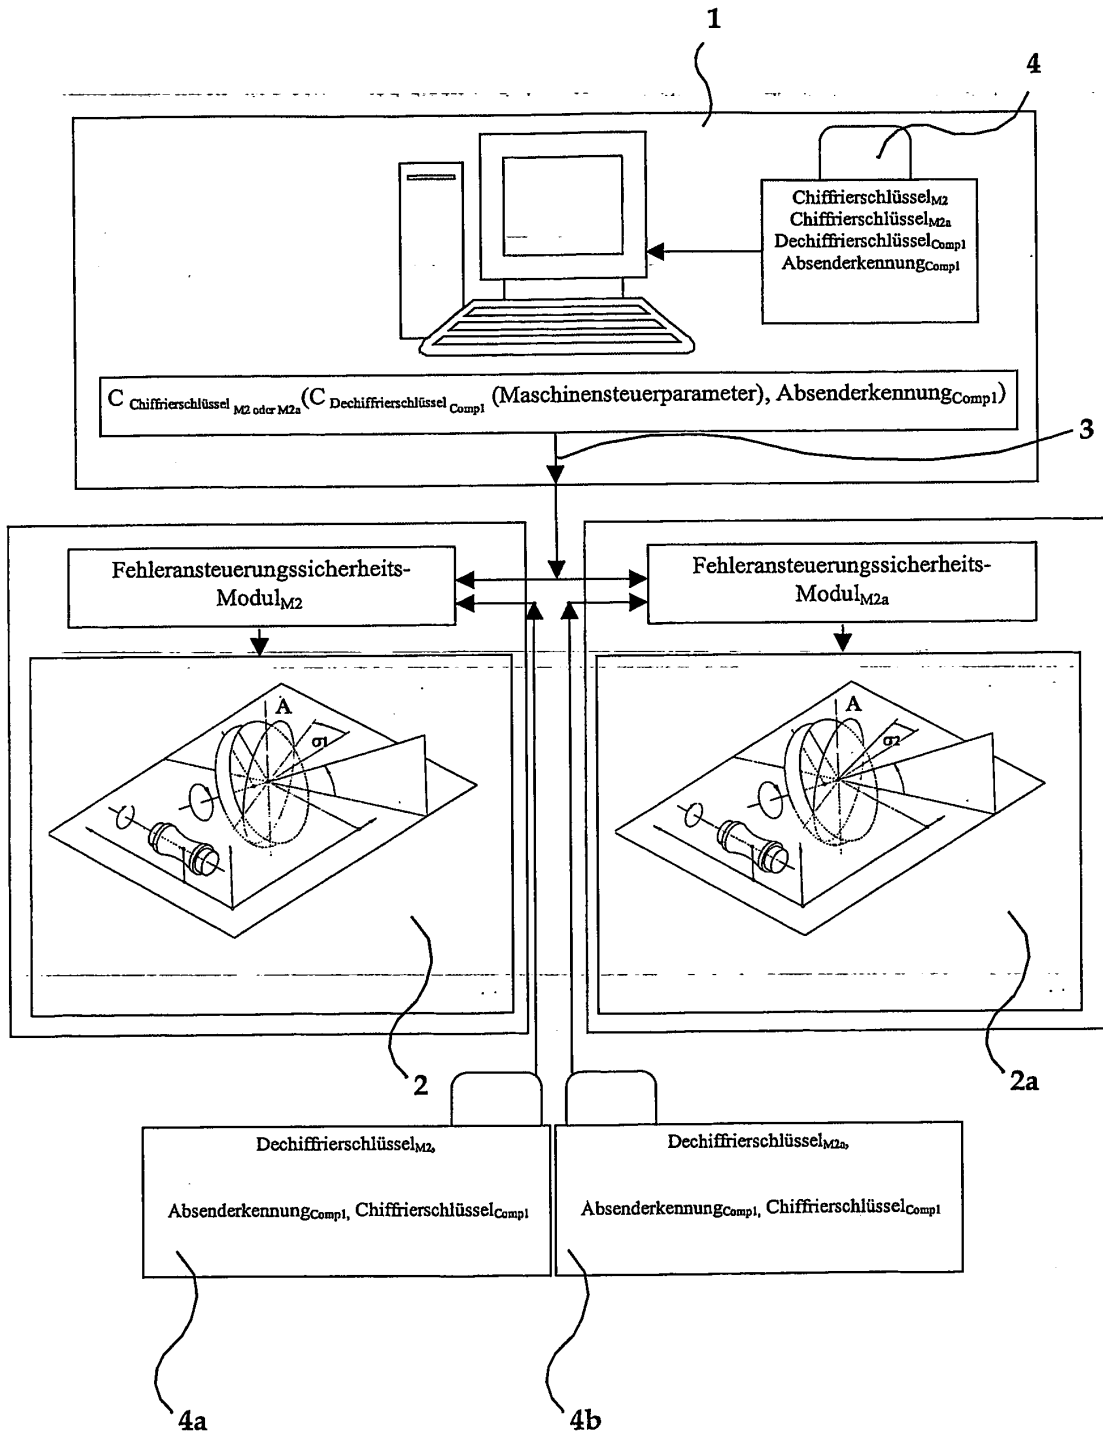 1
4
Chiffrierschlüssel M2
Chiffrierschlüssel M2a
Dechiffrierschlüssel Comp1
Absenderkennung Comp1
C Chiffrierschlüssel M2 oder M2a (C Dechiffrierschlüssel Comp1 (Maschinensteuerparameter), Absenderkennung Comp1)
3
Fehleransteuerungssicherheits-
Modul M2
Fehleransteuerungssicherheits-
Modul M2a
A
σ1
A
σ2
2
2a
Dechiffrierschlüssel M2,
Absenderkennung Comp1, Chiffrierschlüssel Comp1
Dechiffrierschlüssel M2a,
Absenderkennung Comp1, Chiffrierschlüssel Comp1
4a
4b